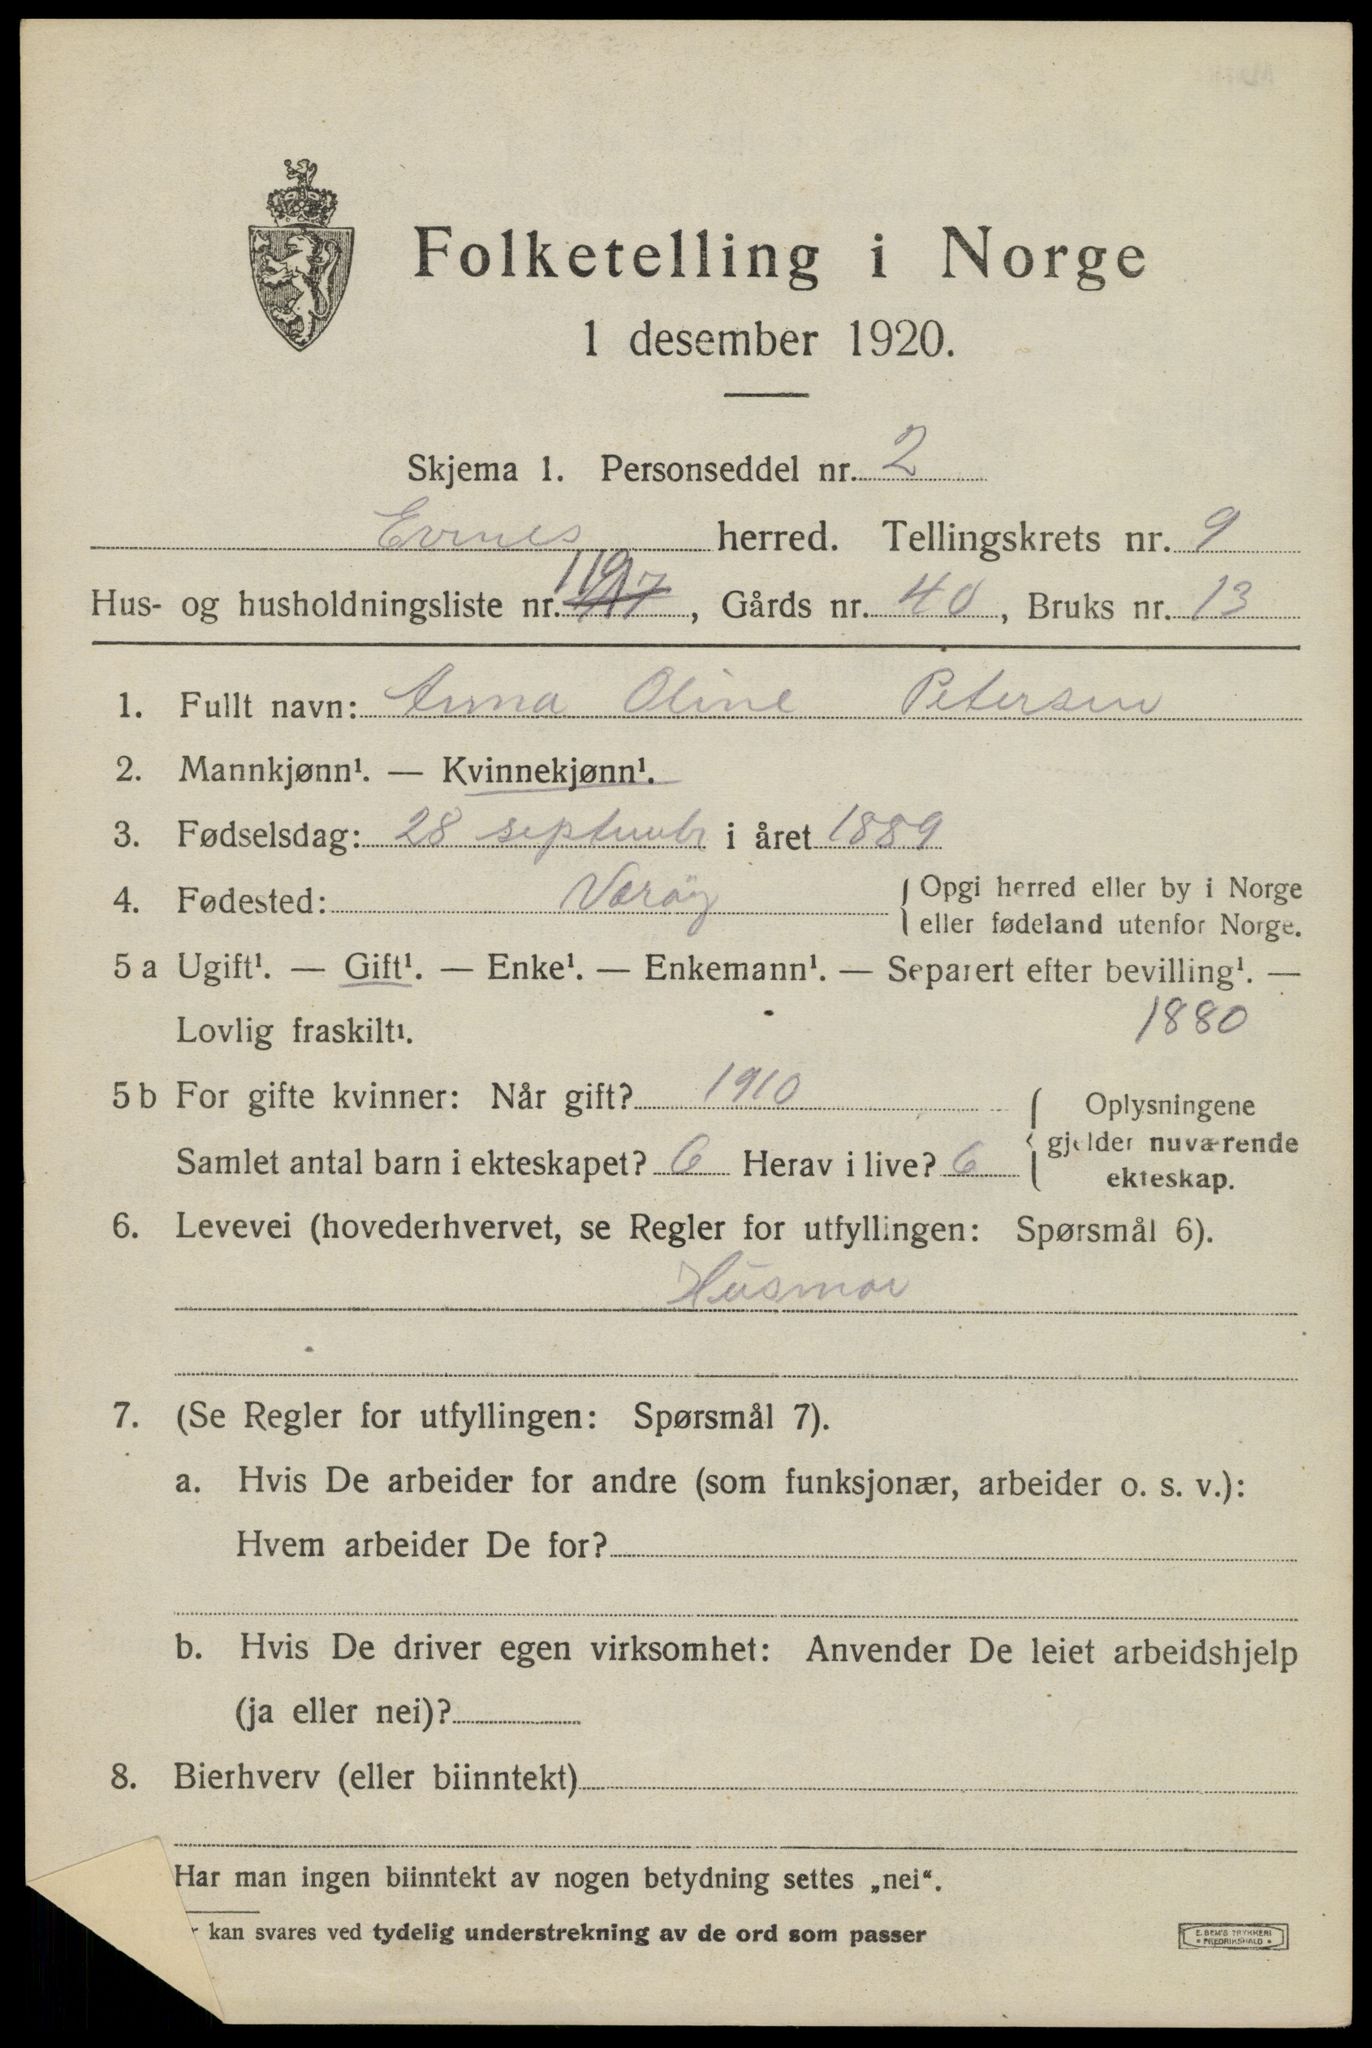 Folketelling i Norge
1 desember 1920.
Skjema 1. Personseddel nr. 2
Evenes herred. Tellingskrets nr. 9
Hus- og husholdningsliste nr. 119, Gårds nr. 40, Bruks nr. 13
1. Fullt navn: Anna Oline Petersen
2. Mannkjønn¹. — Kvinnekjønn¹.
3. Fødselsdag: 28 septembr i året 1889
4. Fødested: Værøy { Opgi herred eller by i Norge
eller fødeland utenfor Norge.
5 a Ugift¹. — Gift¹. — Enke¹. — Enkemann¹. — Separert efter bevilling¹. —
Lovlig fraskilt¹. 1880
5 b For gifte kvinner: Når gift? 1910 { Oplysningene
gjelder nuværende
Samlet antal barn i ekteskapet? 6 Herav i live? 6 ekteskap.
6. Levevei (hovederhvervet, se Regler for utfyllingen: Spørsmål 6).
Husmor
7. (Se Regler for utfyllingen: Spørsmål 7).
a. Hvis De arbeider for andre (som funksjonær, arbeider o. s. v.):
Hvem arbeider De for?
b. Hvis De driver egen virksomhet: Anvender De leiet arbeidshjelp
(ja eller nei)?
8. Bierhverv (eller biinntekt)
Har man ingen biinntekt av nogen betydning settes „nei“.
r kan svares ved tydelig understrekning av de ord som passer
E. SEM'S TRYKKERI
• FREDRIKSHALD •